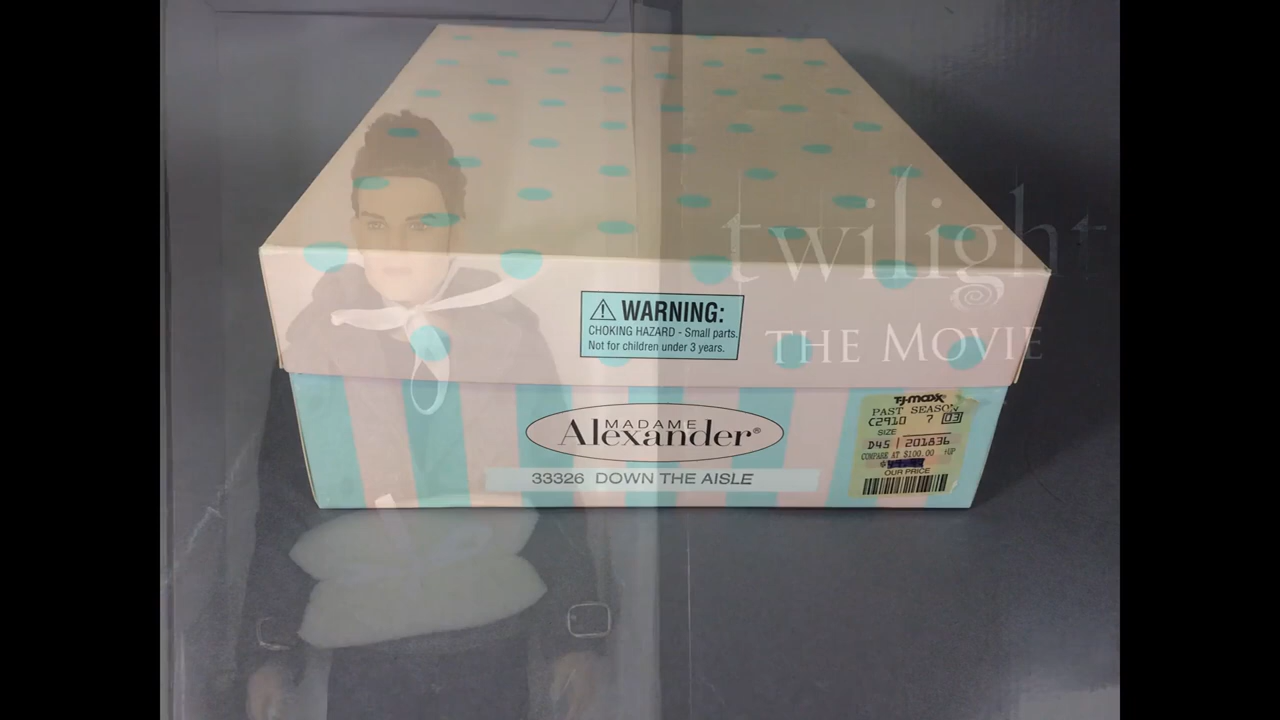 twilight
THE MOVIE
WARNING:
CHOKING HAZARD - Small parts.
Not for children under 3 years.
MADAME
Alexander®
33326 DOWN THE AISLE
T.J.maxx
PAST SEASON
C2910 7 03
SIZE
D45 201836
COMPARE AT $100.00
OUR PRICE